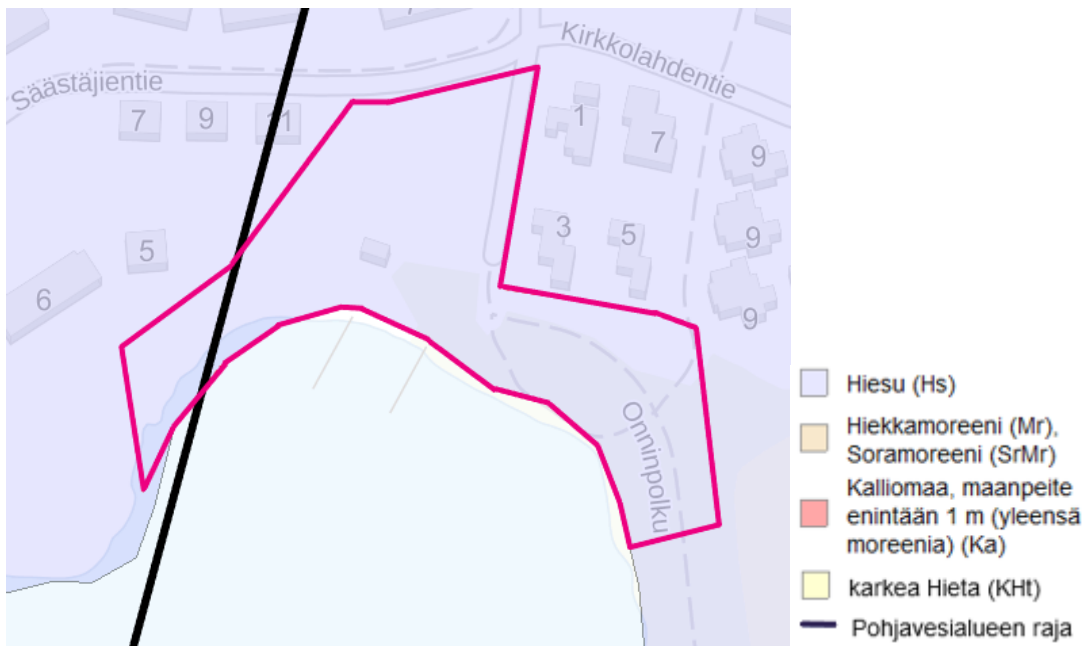 Kirkkolahdentie
Säästäjientie
7
9
11
1
7
9
3
5
9
5
6
9
Onninpolku
Hiesu (Hs)
Hiekkamoreeni (Mr),
Soramoreeni (SrMr)
Kalliomaa, maanpeite
enintään 1 m (yleensä
moreenia) (Ka)
karkea Hieta (KHt)
Pohjavesialueen raja